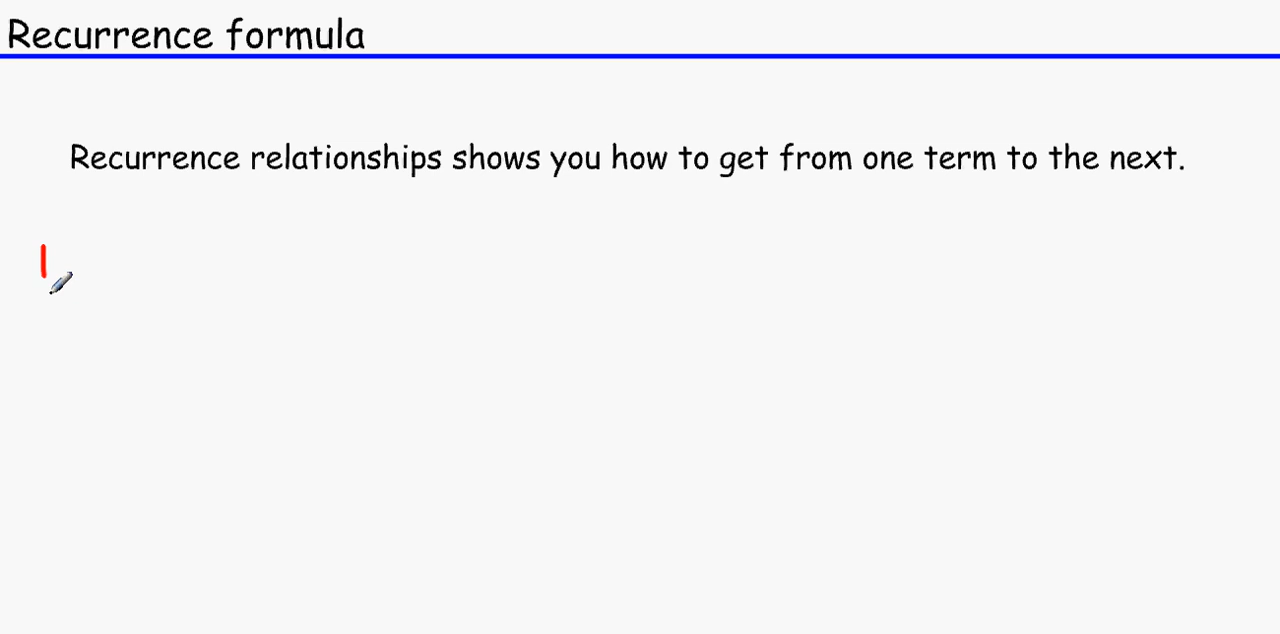 Recurrence formula
Recurrence relationships shows you how to get from one term to the next.